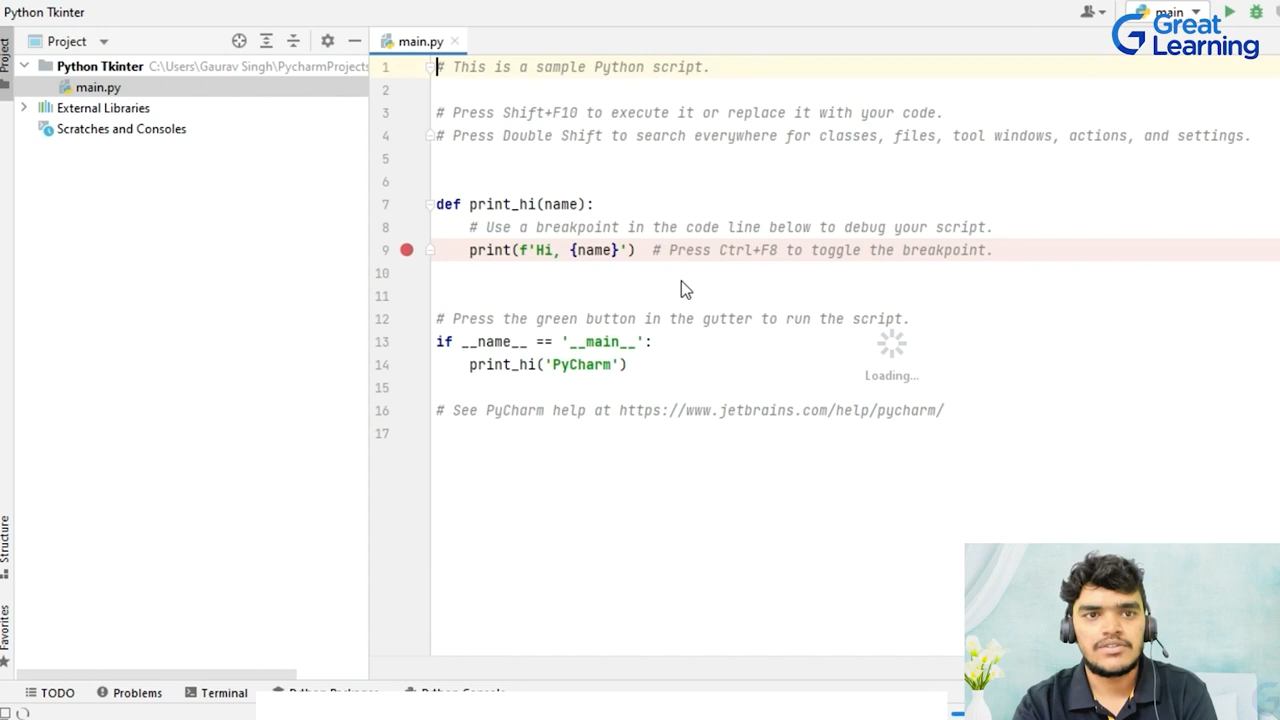 Python Tkinter
main
Great
Learning
Project
Project
main.py
Python Tkinter C:\Users\Gaurav Singh\PycharmProjects
main.py
External Libraries
Scratches and Consoles
1 # This is a sample Python script.
2
3 # Press Shift+F10 to execute it or replace it with your code.
4 # Press Double Shift to search everywhere for classes, files, tool windows, actions, and settings.
5
6
7 def print_hi(name):
8 # Use a breakpoint in the code line below to debug your script.
9 print(f'Hi, {name}') # Press Ctrl+F8 to toggle the breakpoint.
10
11
12 # Press the green button in the gutter to run the script.
13 if __name__ == '__main__':
14 print_hi('PyCharm')
15
16 # See PyCharm help at https://www.jetbrains.com/help/pycharm/
17
Loading...
Structure
Favorites
TODO
Problems
Terminal
Python Packages
Python Console